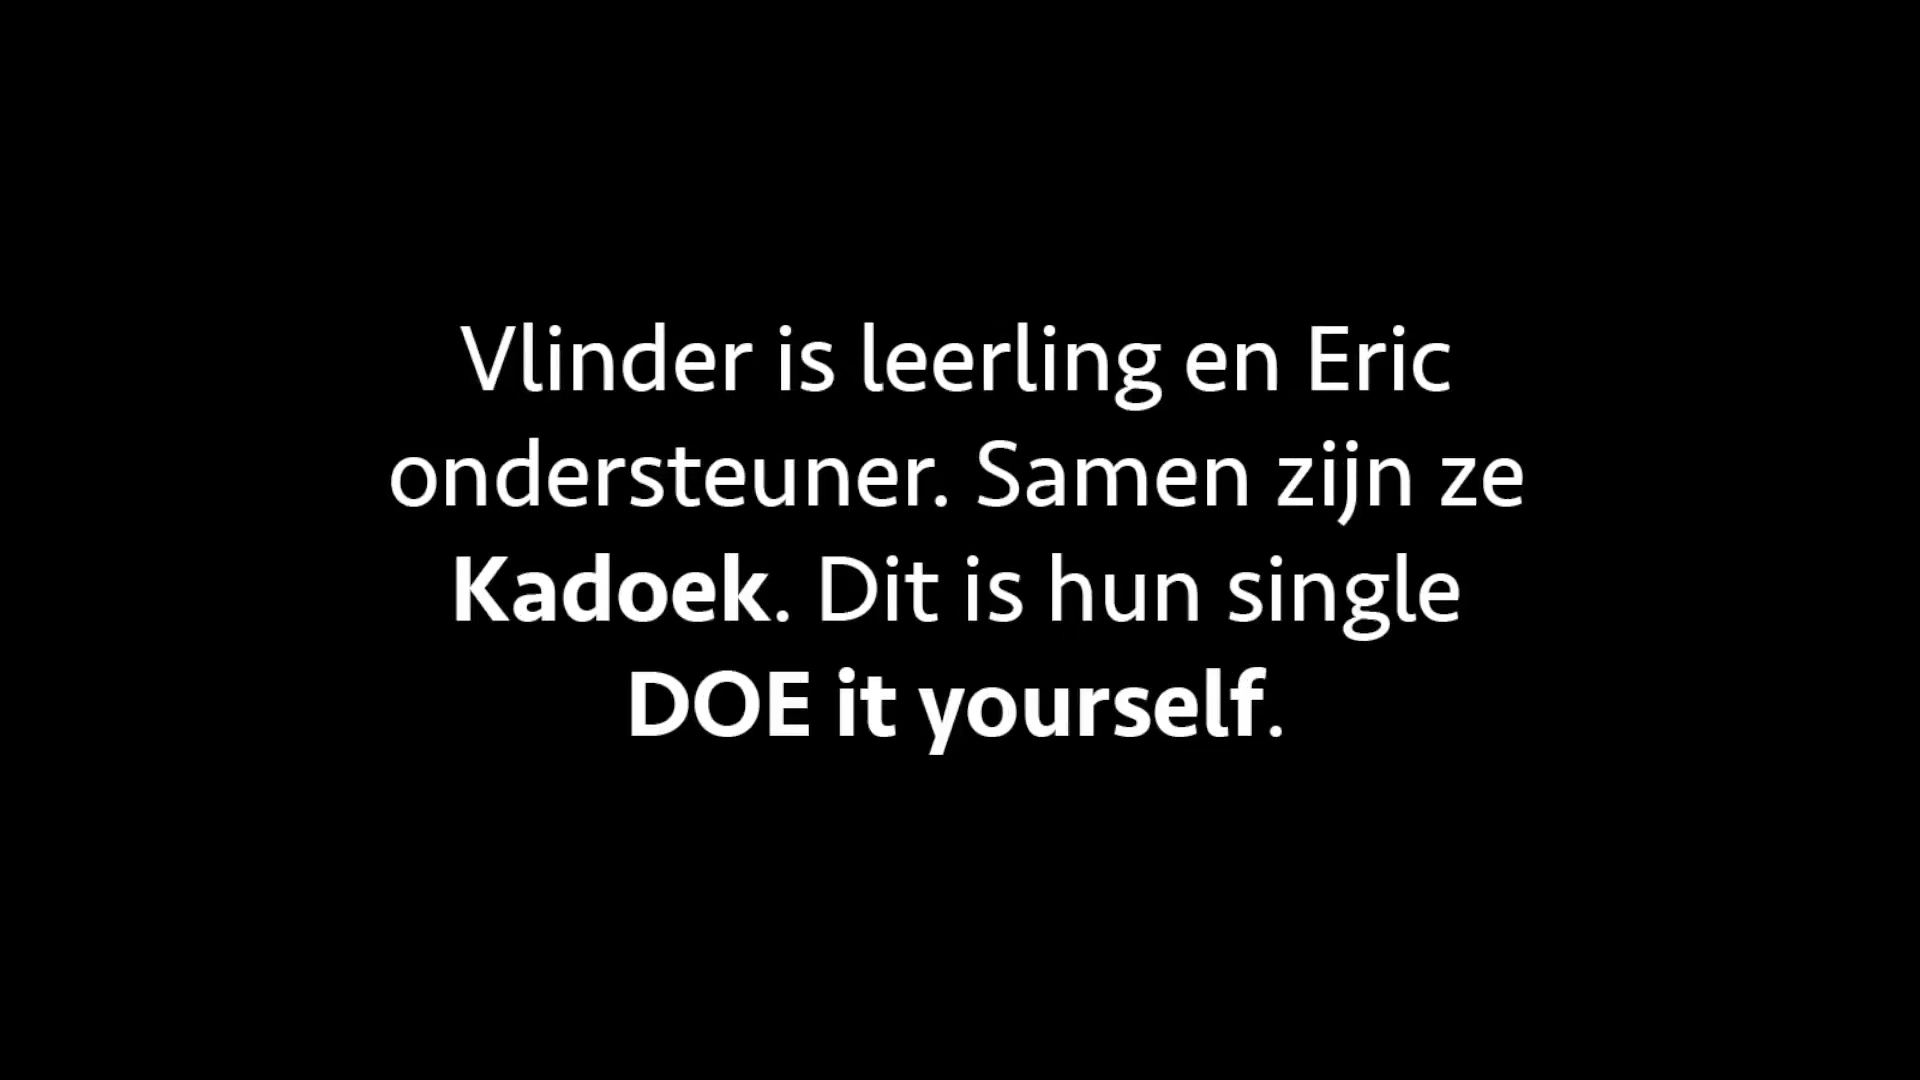 Vlinder is leerling en Eric
ondersteuner. Samen zijn ze
Kadoek. Dit is hun single
DOE it yourself.